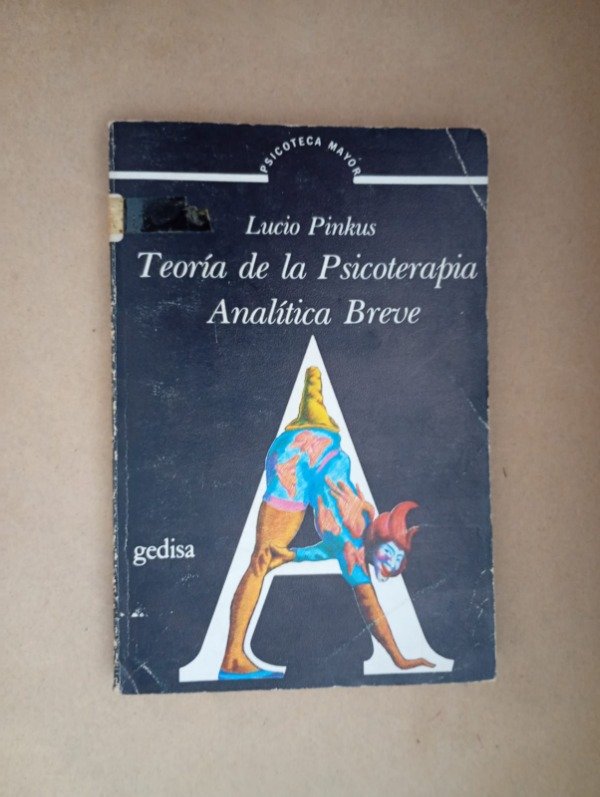 PSICOTECA MAYOR
Lucio Pinkus
Teoría de la Psicoterapia
Analítica Breve
A
gedisa